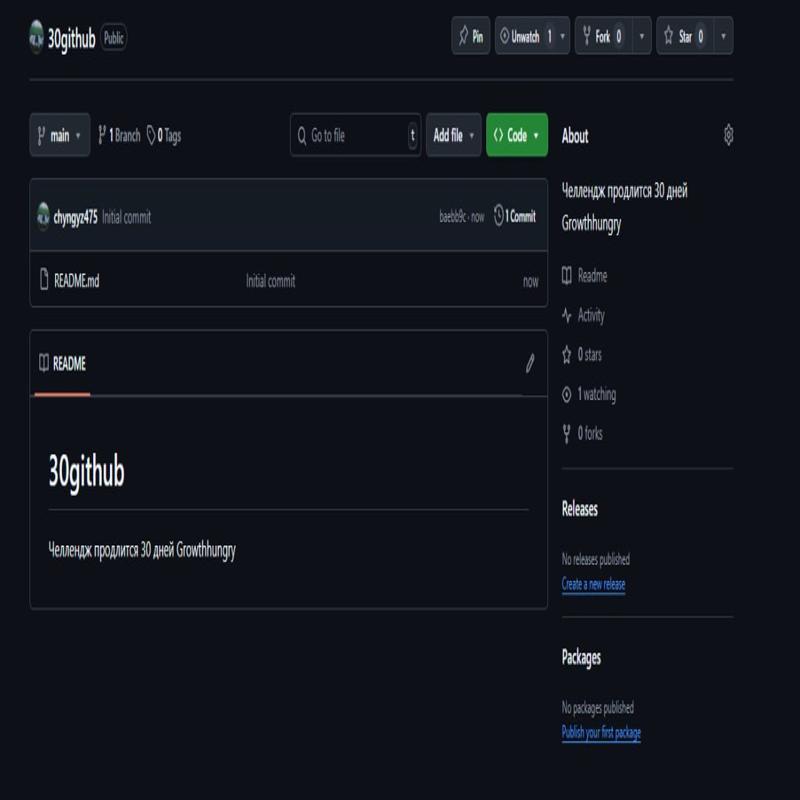 30github Public
Pin Unwatch 1 Fork 0 Star 0
main 1 Branch 0 Tags Go to file t Add file Code
About
Челлендж продлится 30 дней
Growthhungry
chyngyz475 Initial commit baebb9c · now 1 Commit
README.md Initial commit now
Readme
Activity
0 stars
1 watching
0 forks
README
30github
Челлендж продлится 30 дней Growthhungry
Releases
No releases published
Create a new release
Packages
No packages published
Publish your first package